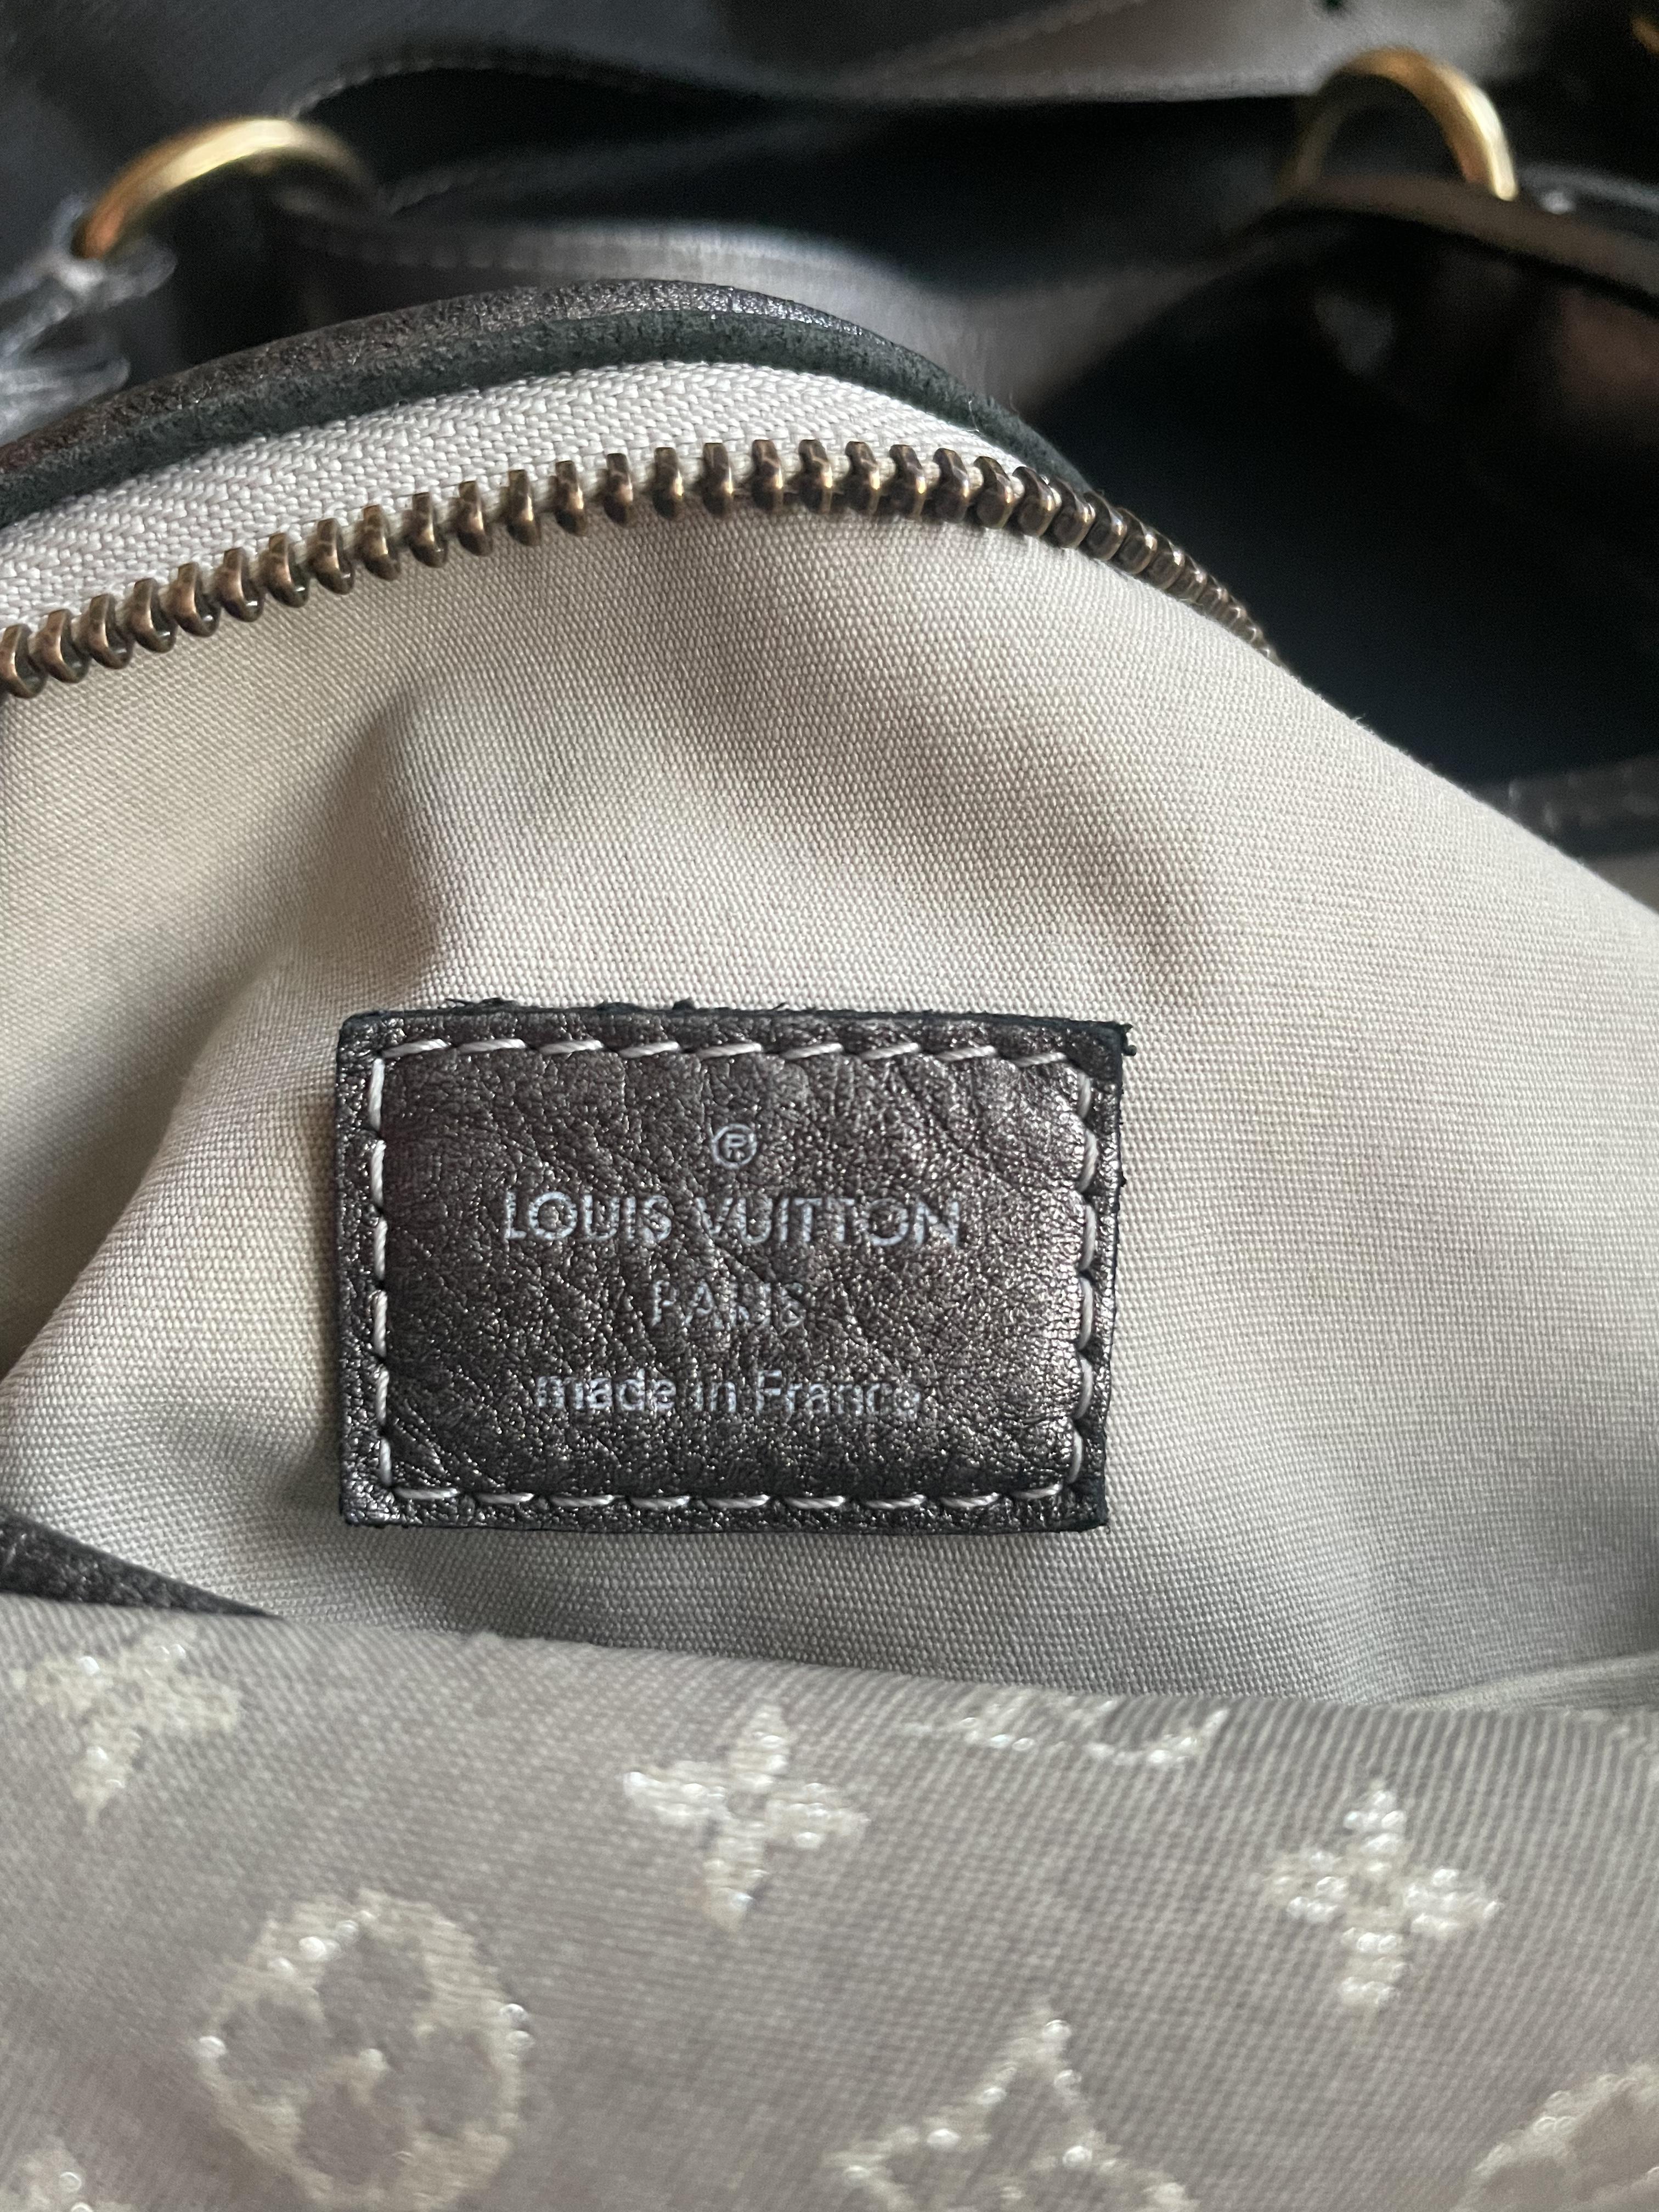 ®
LOUIS VUITTON
PARIS
made in France